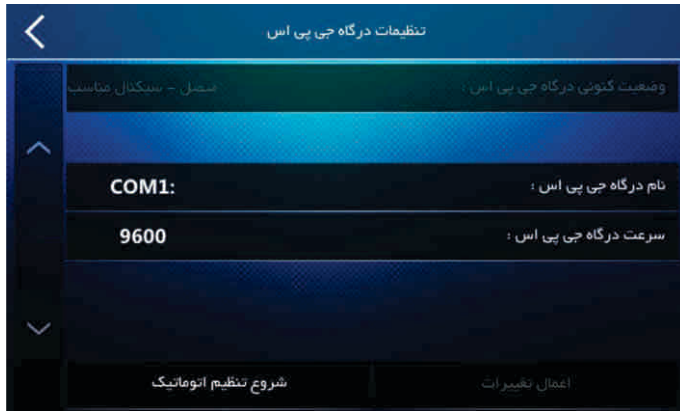 تنظیمات درگاه جی پی اس
وضعیت کنونی درگاه جی پی اس : متصل - سیگنال مناسب
نام درگاه جی پی اس : COM1:
سرعت درگاه جی پی اس : 9600
اعمال تغییرات شروع تنظیم اتوماتیک